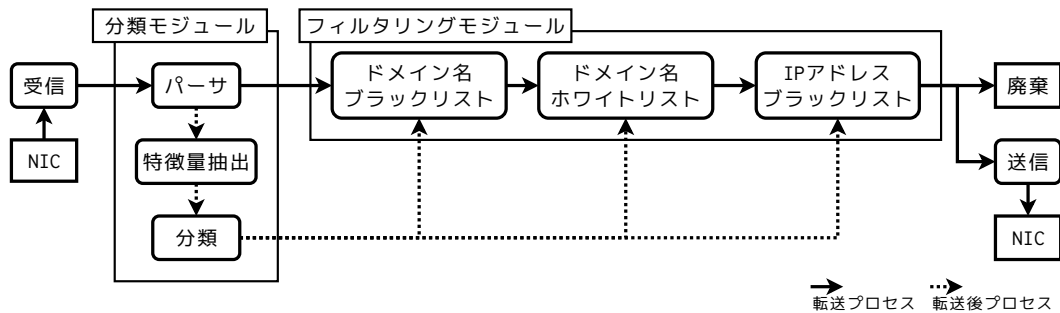 分類モジュール
フィルタリングモジュール
受信
パーサ
ドメイン名
ブラックリスト
ドメイン名
ホワイトリスト
IPアドレス
ブラックリスト
廃棄
NIC
特徴量抽出
送信
分類
NIC
転送プロセス
転送後プロセス